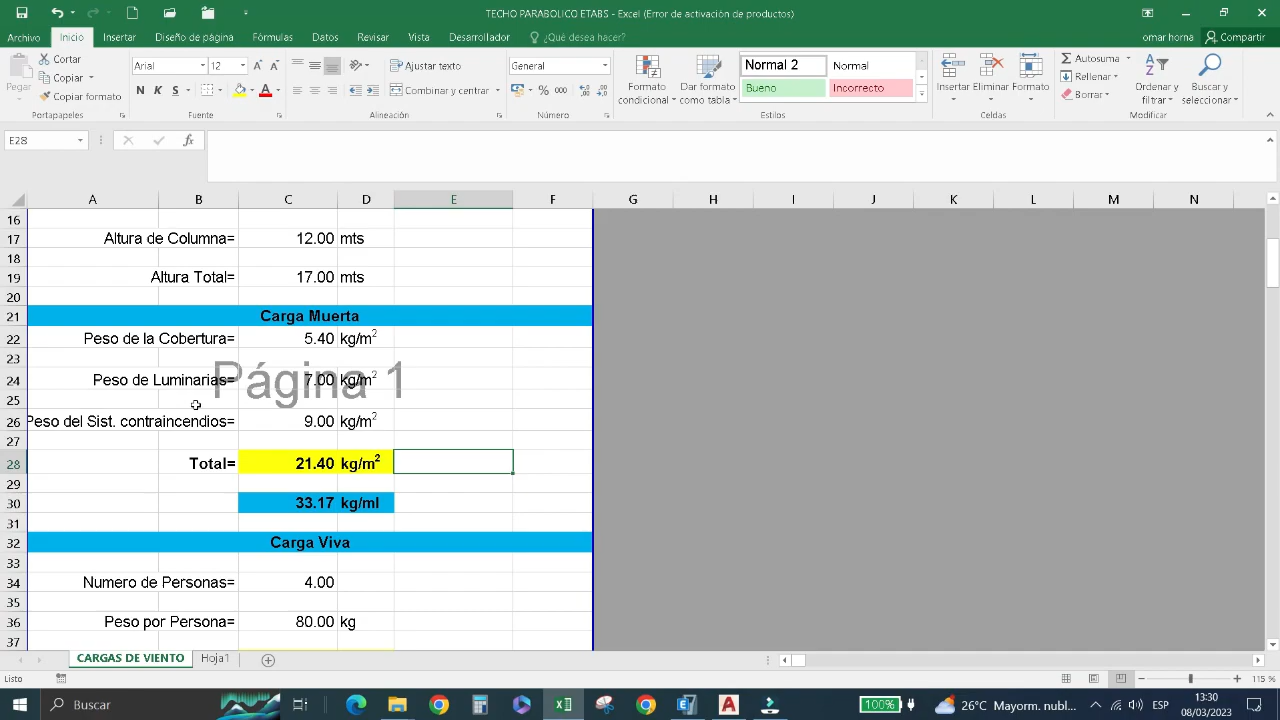 TECHO PARABOLICO ETABS - Excel (Error de activación de productos)
Archivo Inicio Insertar Diseño de página Fórmulas Datos Revisar Vista Desarrollador ¿Qué desea hacer? omar horna Compartir
Pegar
Cortar
Copiar
Copiar formato
Portapapeles
Arial 12
N K S
Fuente
Ajustar texto
Combinar y centrar
Alineación
General
% 000
Número
Formato condicional
Dar formato como tabla
Normal 2 Normal
Bueno Incorrecto
Estilos
Insertar Eliminar Formato
Celdas
Autosuma
Rellenar
Borrar
Ordenar y filtrar
Buscar y seleccionar
Modificar
E28 fx
A B C D E F G H I J K L M N
16
17 Altura de Columna= 12.00 mts
18
19 Altura Total= 17.00 mts
20
21 Carga Muerta
22 Peso de la Cobertura= 5.40 kg/m²
23
Página 1
24 Peso de Luminarias= 7.00 kg/m²
25
26 Peso del Sist. contraincendios= 9.00 kg/m²
27
28 Total= 21.40 kg/m²
29
30 33.17 kg/ml
31
32 Carga Viva
33
34 Numero de Personas= 4.00
35
36 Peso por Persona= 80.00 kg
37
CARGAS DE VIENTO Hoja1
Listo 115 %
Buscar
100% 26°C Mayorm. nubl... ESP 13:30
08/03/2023